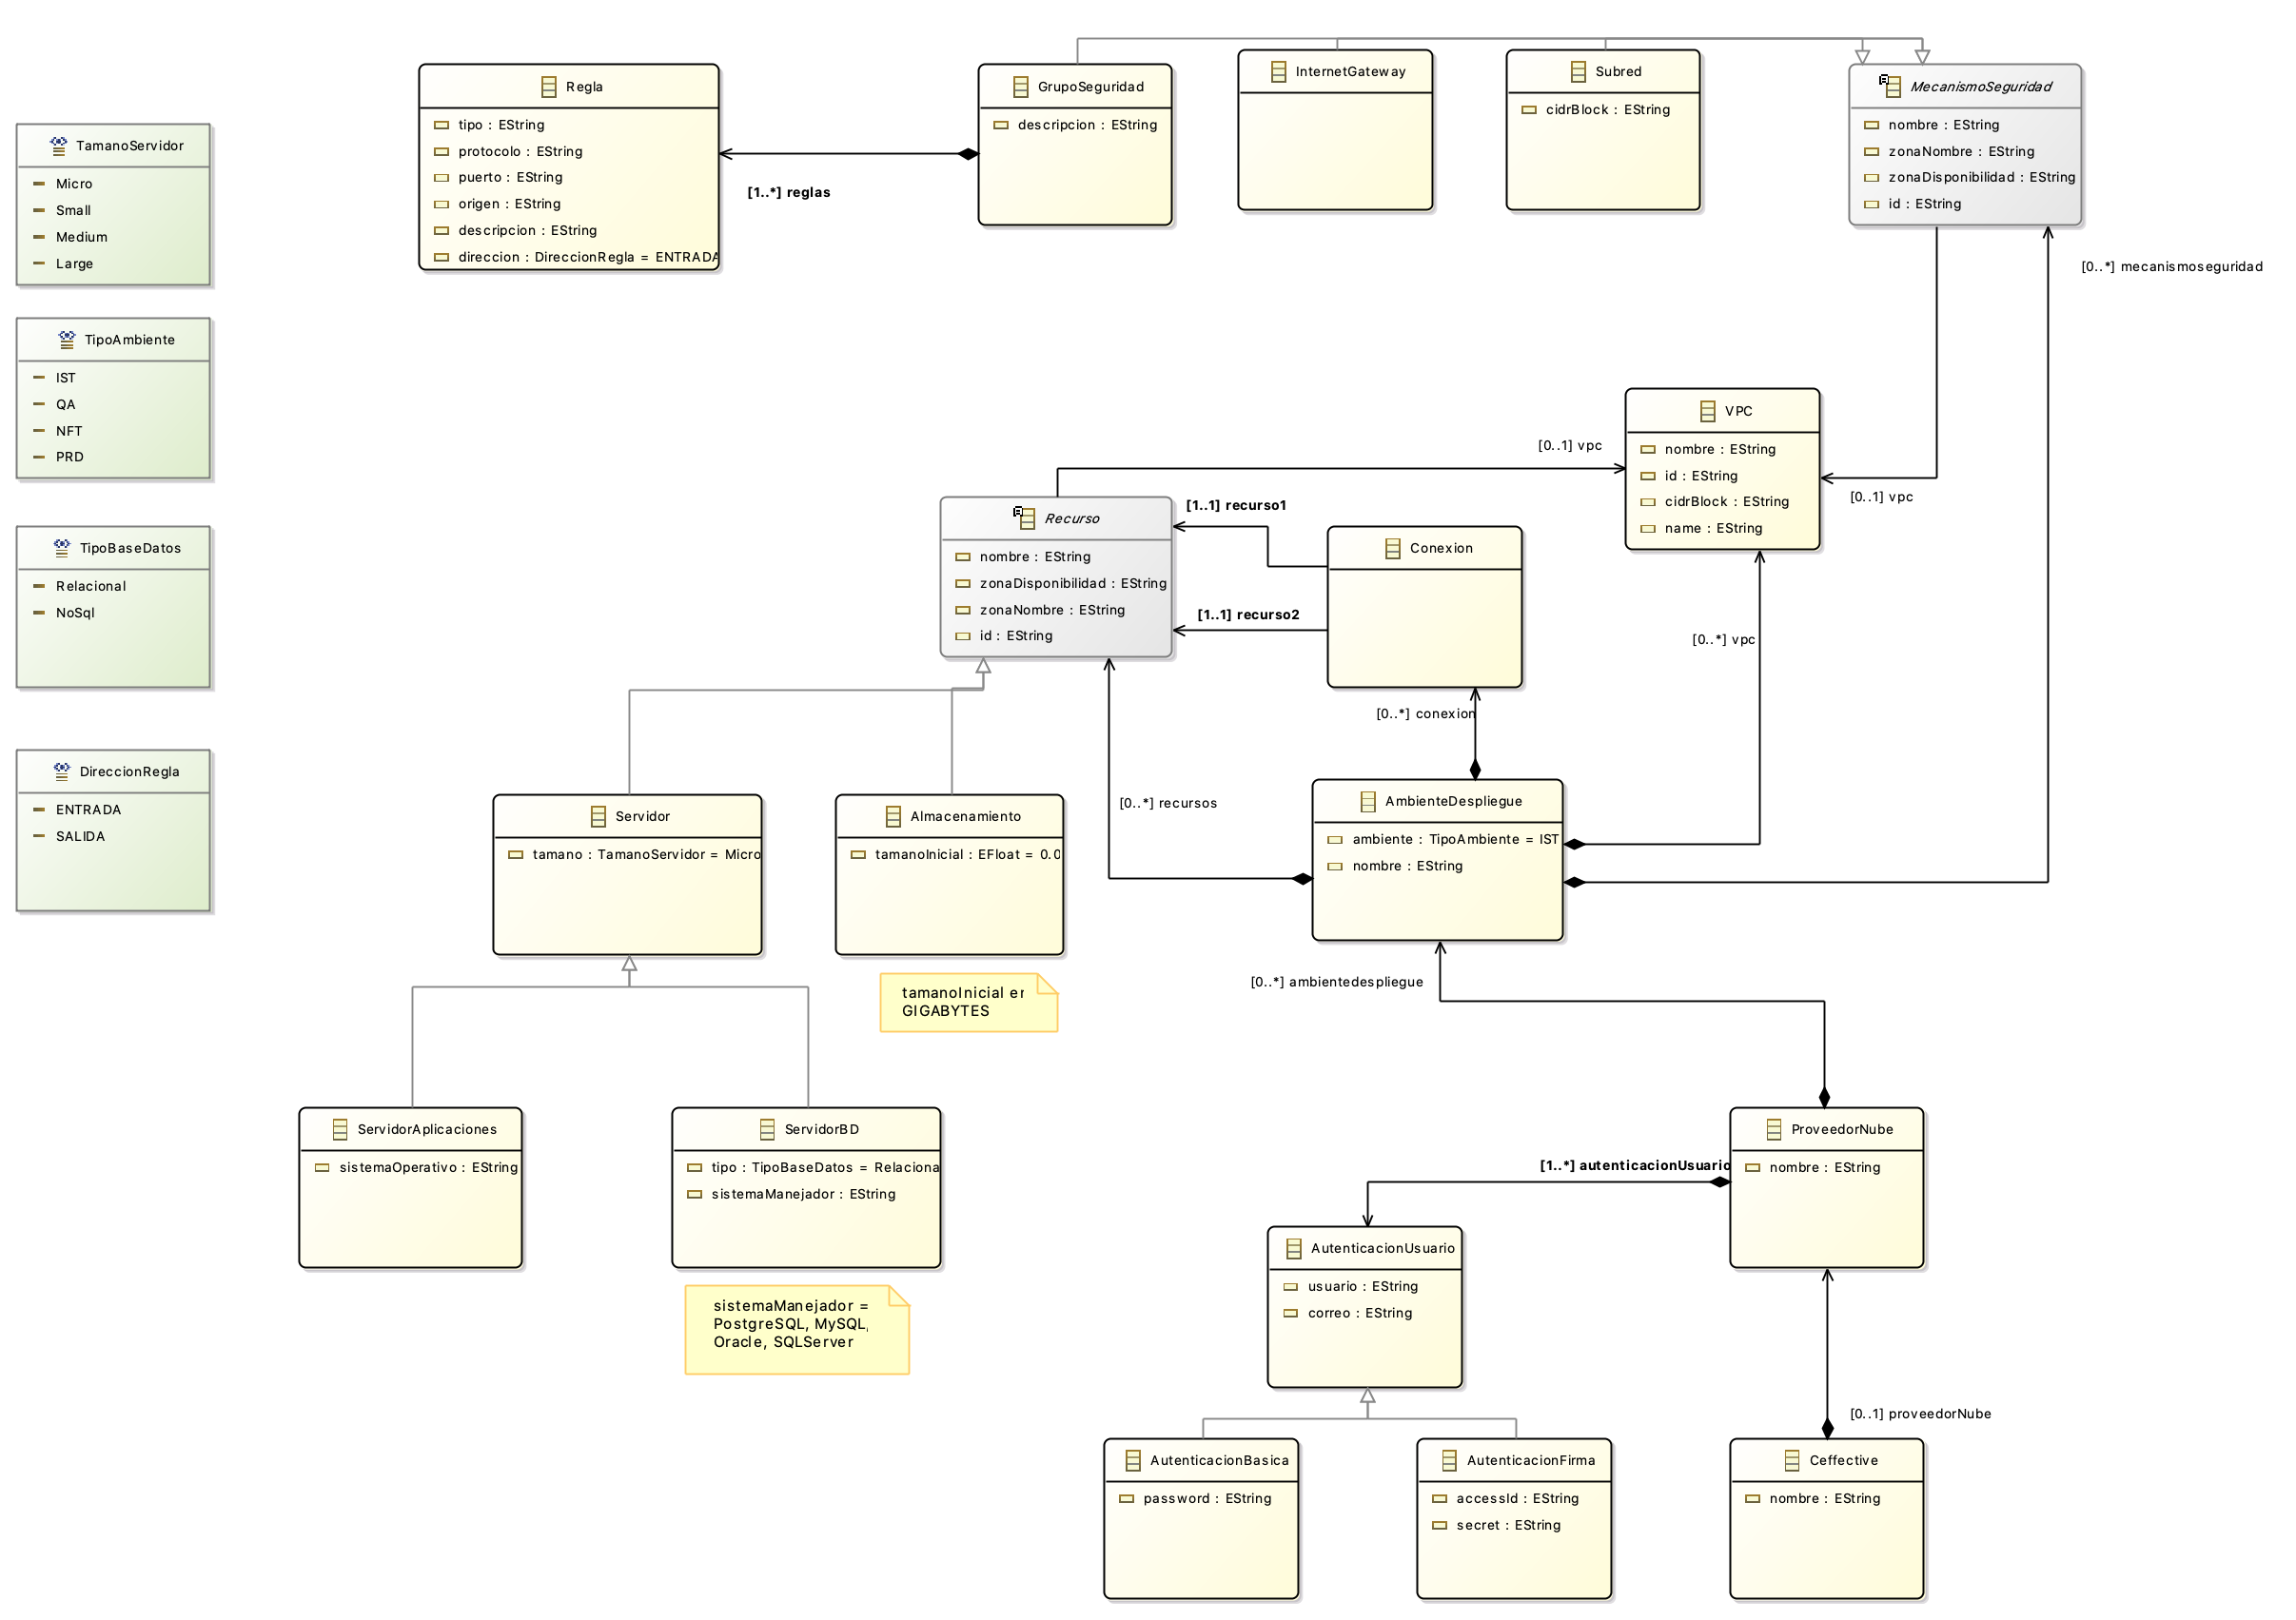 TamanoServidor
Micro
Small
Medium
Large
TipoAmbiente
IST
QA
NFT
PRD
TipoBaseDatos
Relacional
NoSql
DireccionRegla
ENTRADA
SALIDA
Regla
tipo : EString
protocolo : EString
puerto : EString
origen : EString
descripcion : EString
direccion : DireccionRegla = ENTRADA
[1..*] reglas
GrupoSeguridad
descripcion : EString
InternetGateway
Subred
cidrBlock : EString
MecanismoSeguridad
nombre : EString
zonaNombre : EString
zonaDisponibilidad : EString
id : EString
[0..*] mecanismoseguridad
VPC
nombre : EString
id : EString
cidrBlock : EString
name : EString
[0..1] vpc
[0..1] vpc
[0..*] vpc
Recurso
nombre : EString
zonaDisponibilidad : EString
zonaNombre : EString
id : EString
[1..1] recurso1
[1..1] recurso2
Conexion
[0..*] conexion
[0..*] recursos
AmbienteDespliegue
ambiente : TipoAmbiente = IST
nombre : EString
[0..*] ambientedespliegue
Servidor
tamano : TamanoServidor = Micro
Almacenamiento
tamanoInicial : EFloat = 0.0
tamanoInicial en
GIGABYTES
ServidorAplicaciones
sistemaOperativo : EString
ServidorBD
tipo : TipoBaseDatos = Relaciona
sistemaManejador : EString
sistemaManejador =
PostgreSQL, MySQL,
Oracle, SQLServer
ProveedorNube
nombre : EString
[1..*] autenticacionUsuario
AutenticacionUsuario
usuario : EString
correo : EString
[0..1] proveedorNube
AutenticacionBasica
password : EString
AutenticacionFirma
accessId : EString
secret : EString
Ceffective
nombre : EString